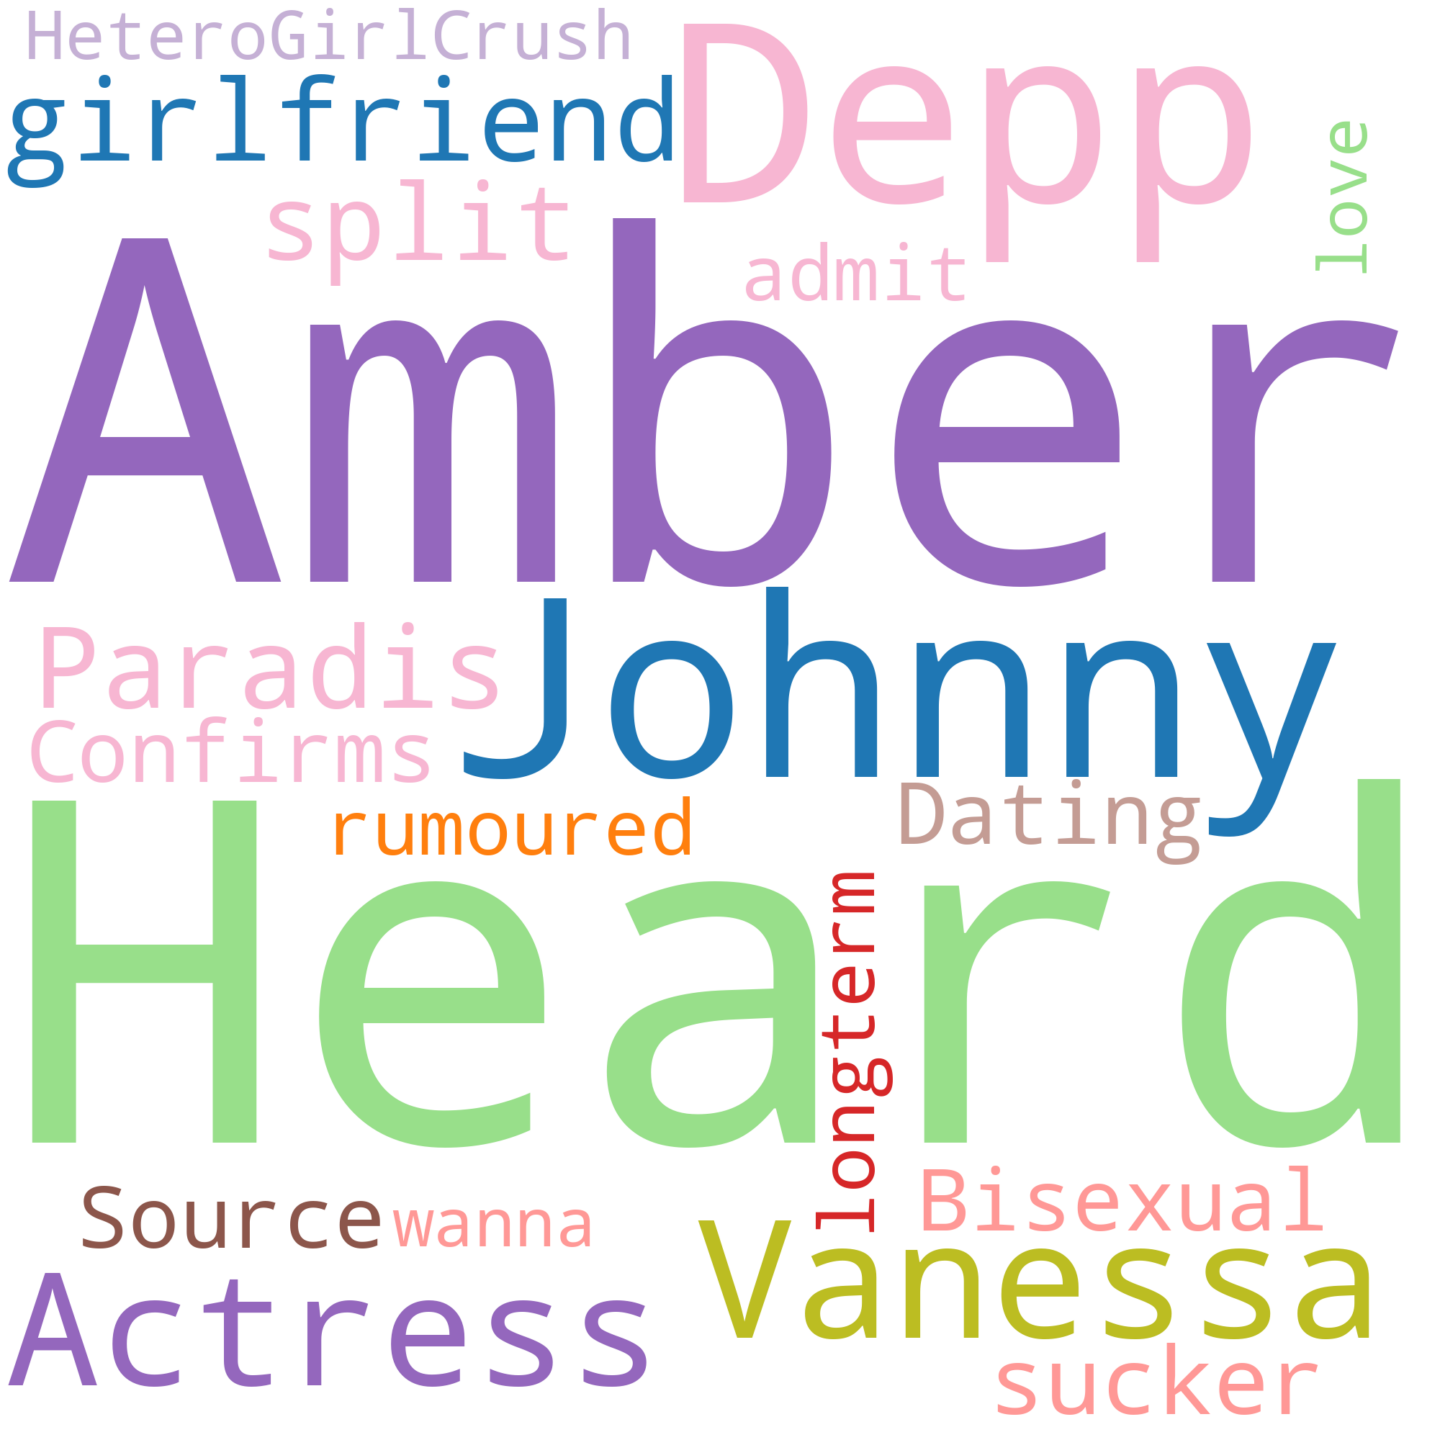 HeteroGirlCrush
girlfriend
Depp
love
split
admit
Amber
Johnny
Paradis
Confirms
rumoured
Dating
Heard
longterm
Source
wanna
Bisexual
Vanessa
Actress
sucker